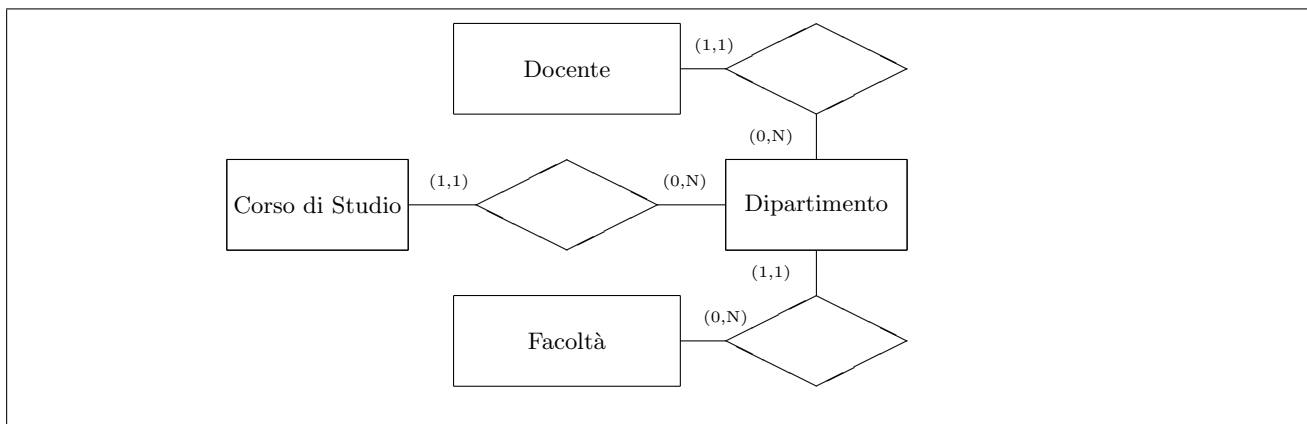 Docente
(1,1)
(0,N)
Corso di Studio
(1,1)
(0,N)
Dipartimento
(1,1)
Facoltà
(0,N)